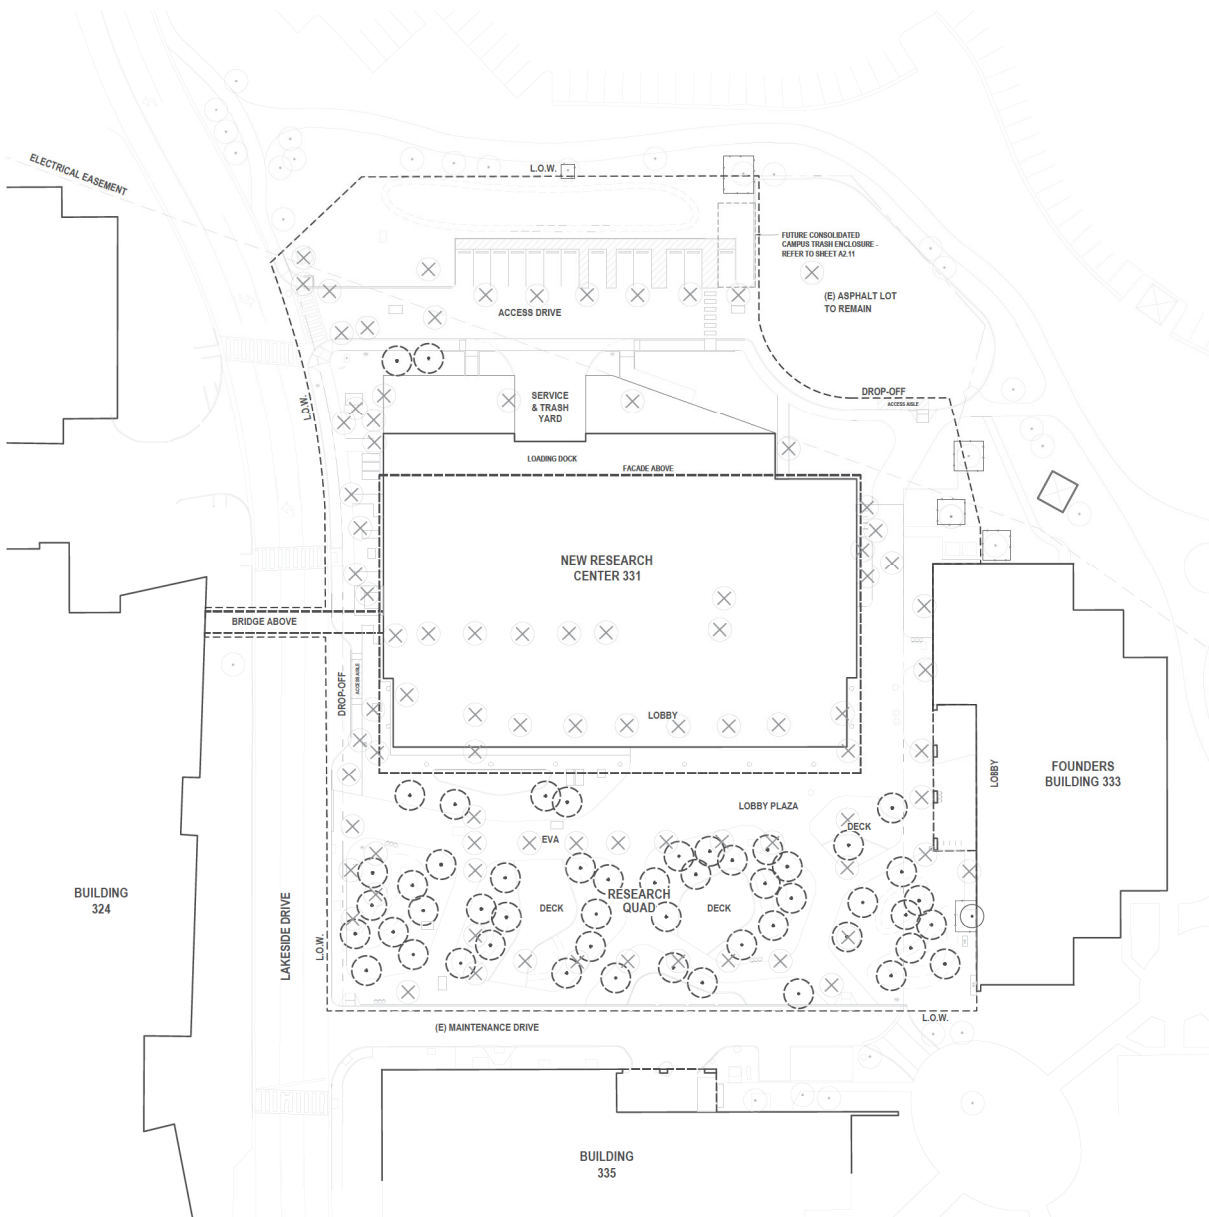 ELECTRICAL EASEMENT
L.O.W.
FUTURE CONSOLIDATED
CAMPUS TRASH ENCLOSURE -
REFER TO SHEET A2.11
(E) ASPHALT LOT
TO REMAIN
ACCESS DRIVE
DROP-OFF
ACCESS AISLE
L.O.W.
SERVICE
& TRASH
YARD
LOADING DOCK
FACADE ABOVE
NEW RESEARCH
CENTER 331
BRIDGE ABOVE
DROP-OFF
ACCESS AISLE
LOBBY
LOBBY
FOUNDERS
BUILDING 333
LOBBY PLAZA
DECK
EVA
BUILDING
324
RESEARCH
QUAD
DECK
DECK
LAKESIDE DRIVE
L.O.W.
L.O.W.
(E) MAINTENANCE DRIVE
BUILDING
335